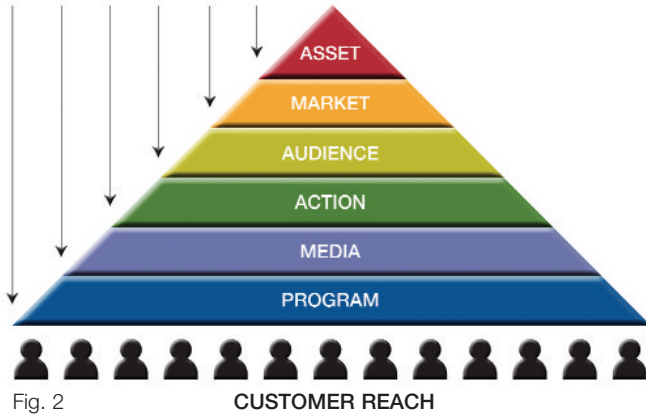 ASSET
MARKET
AUDIENCE
ACTION
MEDIA
PROGRAM
Fig. 2 CUSTOMER REACH